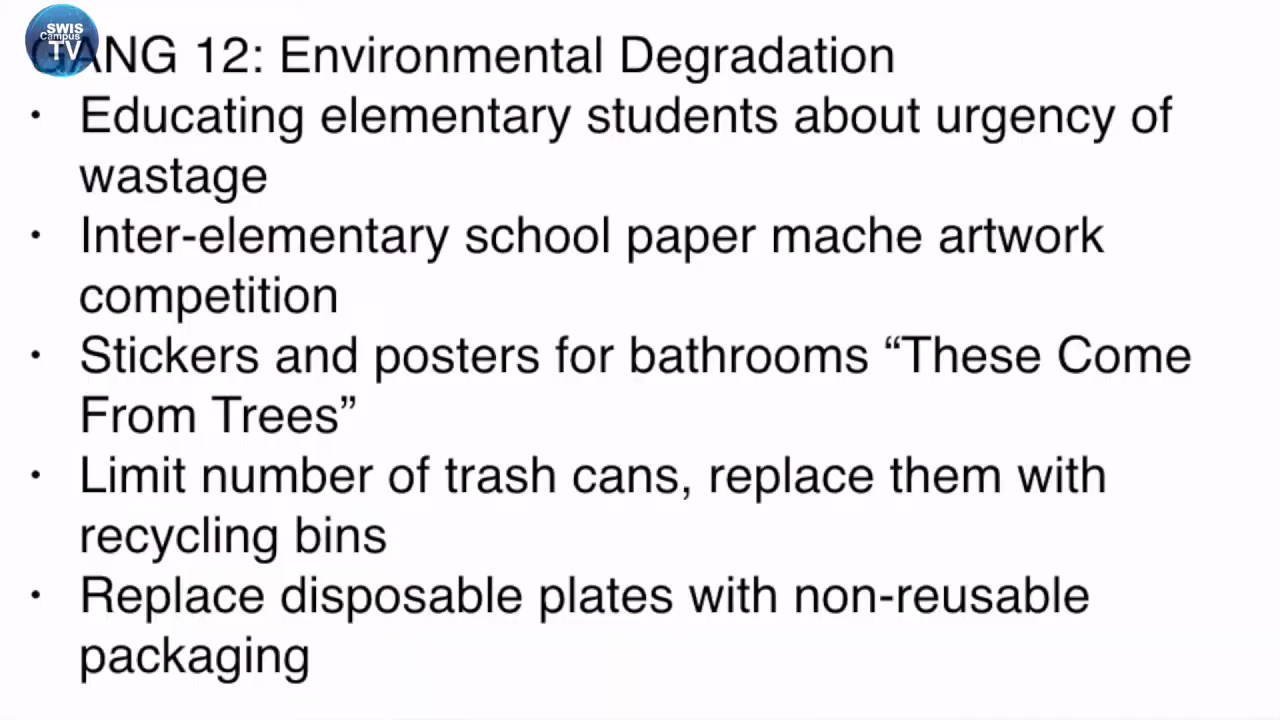 SWIS
Campus
TV
GANG 12: Environmental Degradation
• Educating elementary students about urgency of
wastage
• Inter-elementary school paper mache artwork
competition
• Stickers and posters for bathrooms “These Come
From Trees”
• Limit number of trash cans, replace them with
recycling bins
• Replace disposable plates with non-reusable
packaging